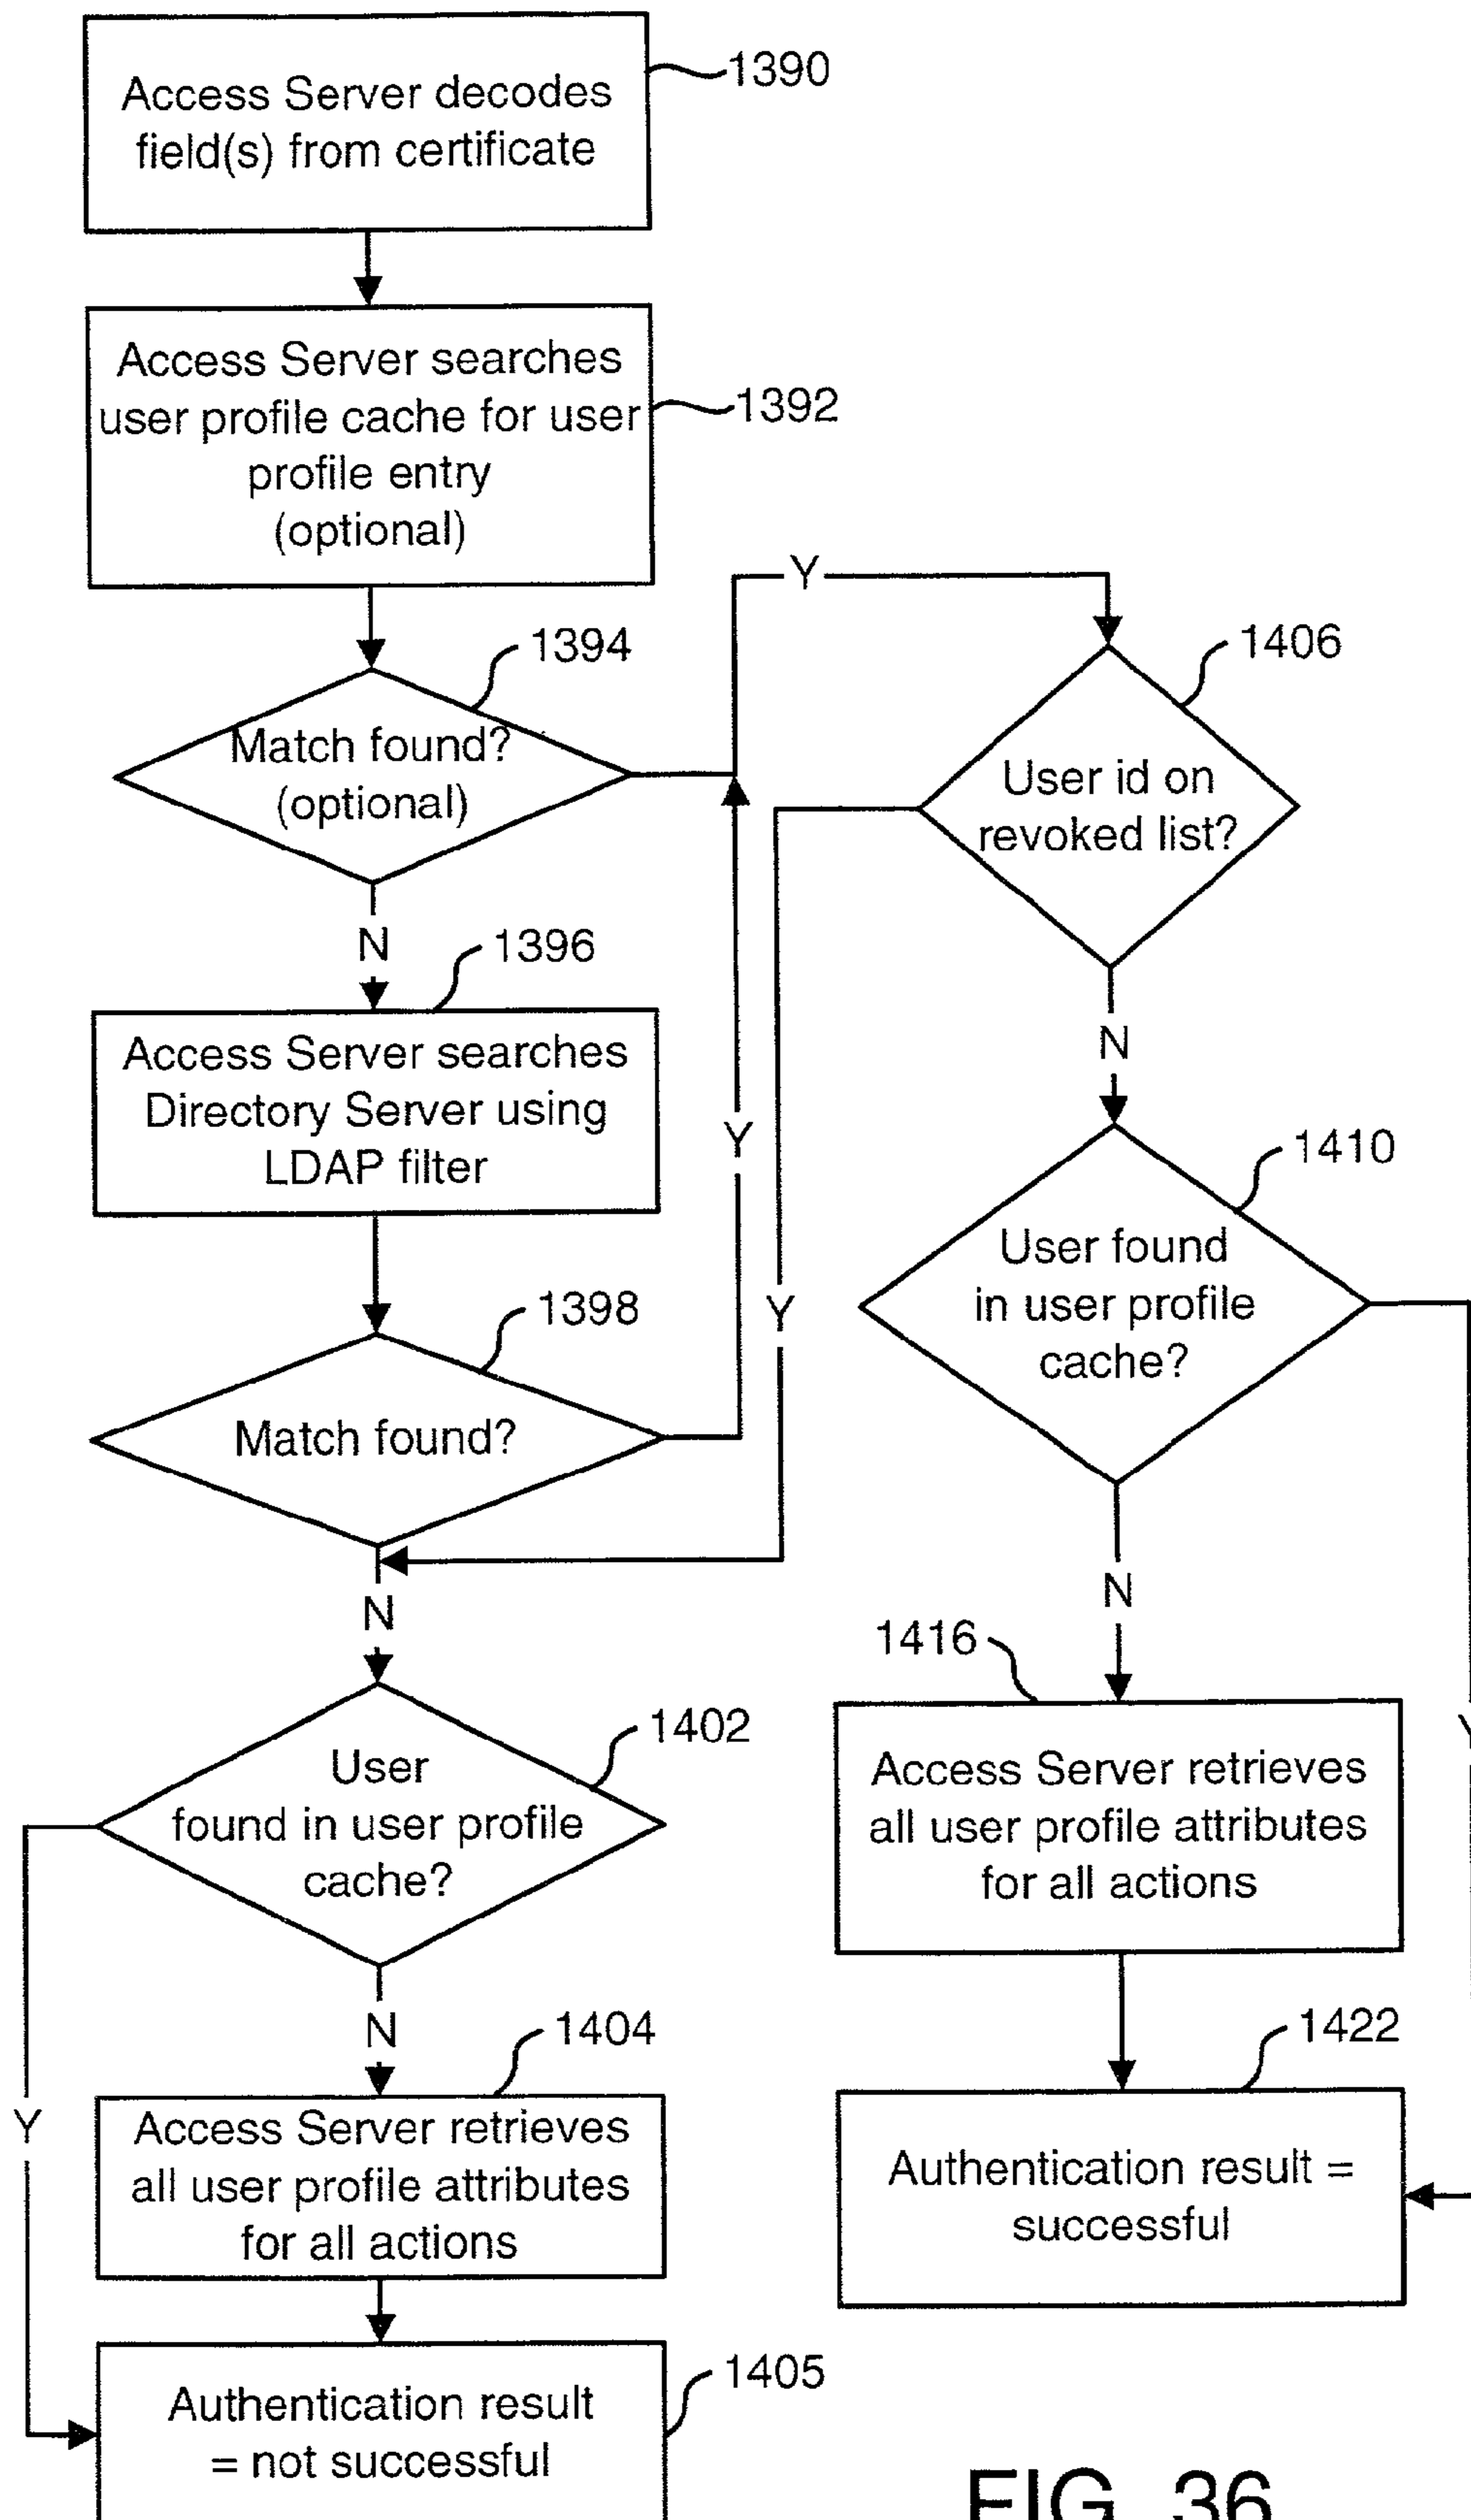 Access Server decodes
field(s) from certificate
1390
Access Server searches
user profile cache for user
profile entry
(optional)
1392
Y
1394
Match found?
(optional)
N
1396
Access Server searches
Directory Server using
LDAP filter
Y
1398
Match found?
N
1402
User
found in user profile
cache?
N
Y
1404
Access Server retrieves
all user profile attributes
for all actions
1405
Authentication result
= not successful
1406
User id on
revoked list?
Y
N
1410
User found
in user profile
cache?
N
Y
1416
Access Server retrieves
all user profile attributes
for all actions
1422
Authentication result =
successful
FIG. 36